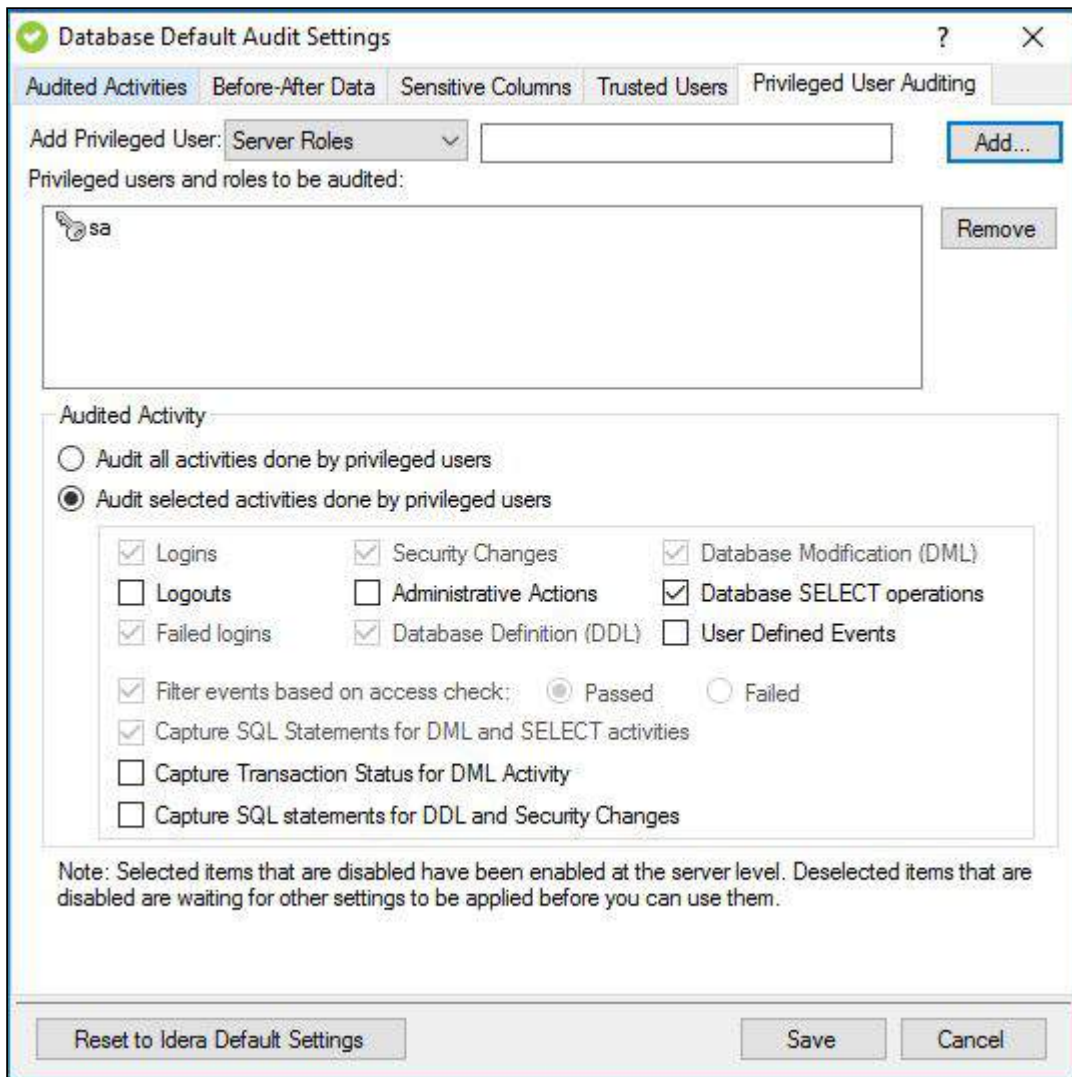 Database Default Audit Settings ?
Audited Activities Before-After Data Sensitive Columns Trusted Users Privileged User Auditing
Add Privileged User: Server Roles Add...
Privileged users and roles to be audited:
sa Remove
Audited Activity
Audit all activities done by privileged users
Audit selected activities done by privileged users
Logins Security Changes Database Modification (DML)
Logouts Administrative Actions Database SELECT operations
Failed logins Database Definition (DDL) User Defined Events
Filter events based on access check: Passed Failed
Capture SQL Statements for DML and SELECT activities
Capture Transaction Status for DML Activity
Capture SQL statements for DDL and Security Changes
Note: Selected items that are disabled have been enabled at the server level. Deselected items that are
disabled are waiting for other settings to be applied before you can use them.
Reset to Idera Default Settings Save Cancel